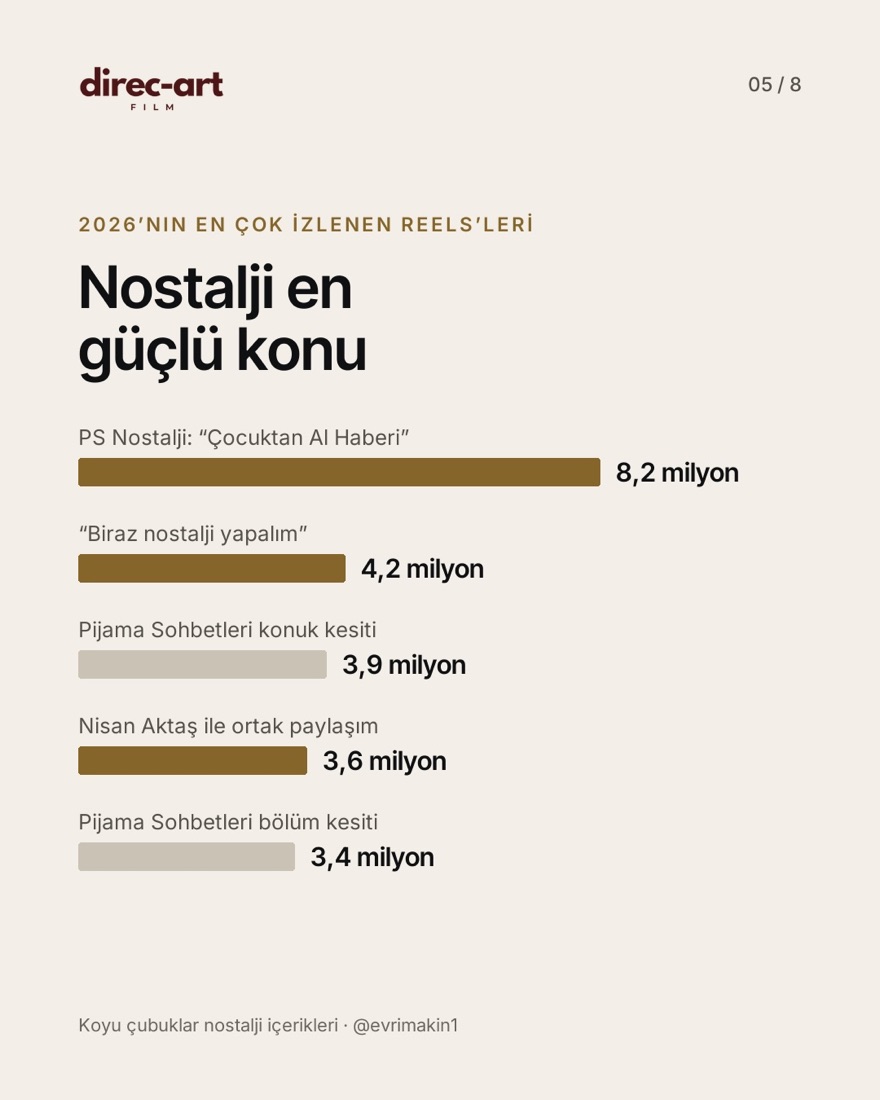 direc-art
FILM
05 / 8
2026’NIN EN ÇOK İZLENEN REELS’LERİ
Nostalji en
güçlü konu
PS Nostalji: “Çocuktan Al Haberi”
8,2 milyon
“Biraz nostalji yapalım”
4,2 milyon
Pijama Sohbetleri konuk kesiti
3,9 milyon
Nisan Aktaş ile ortak paylaşım
3,6 milyon
Pijama Sohbetleri bölüm kesiti
3,4 milyon
Koyu çubuklar nostalji içerikleri · @evrimakin1